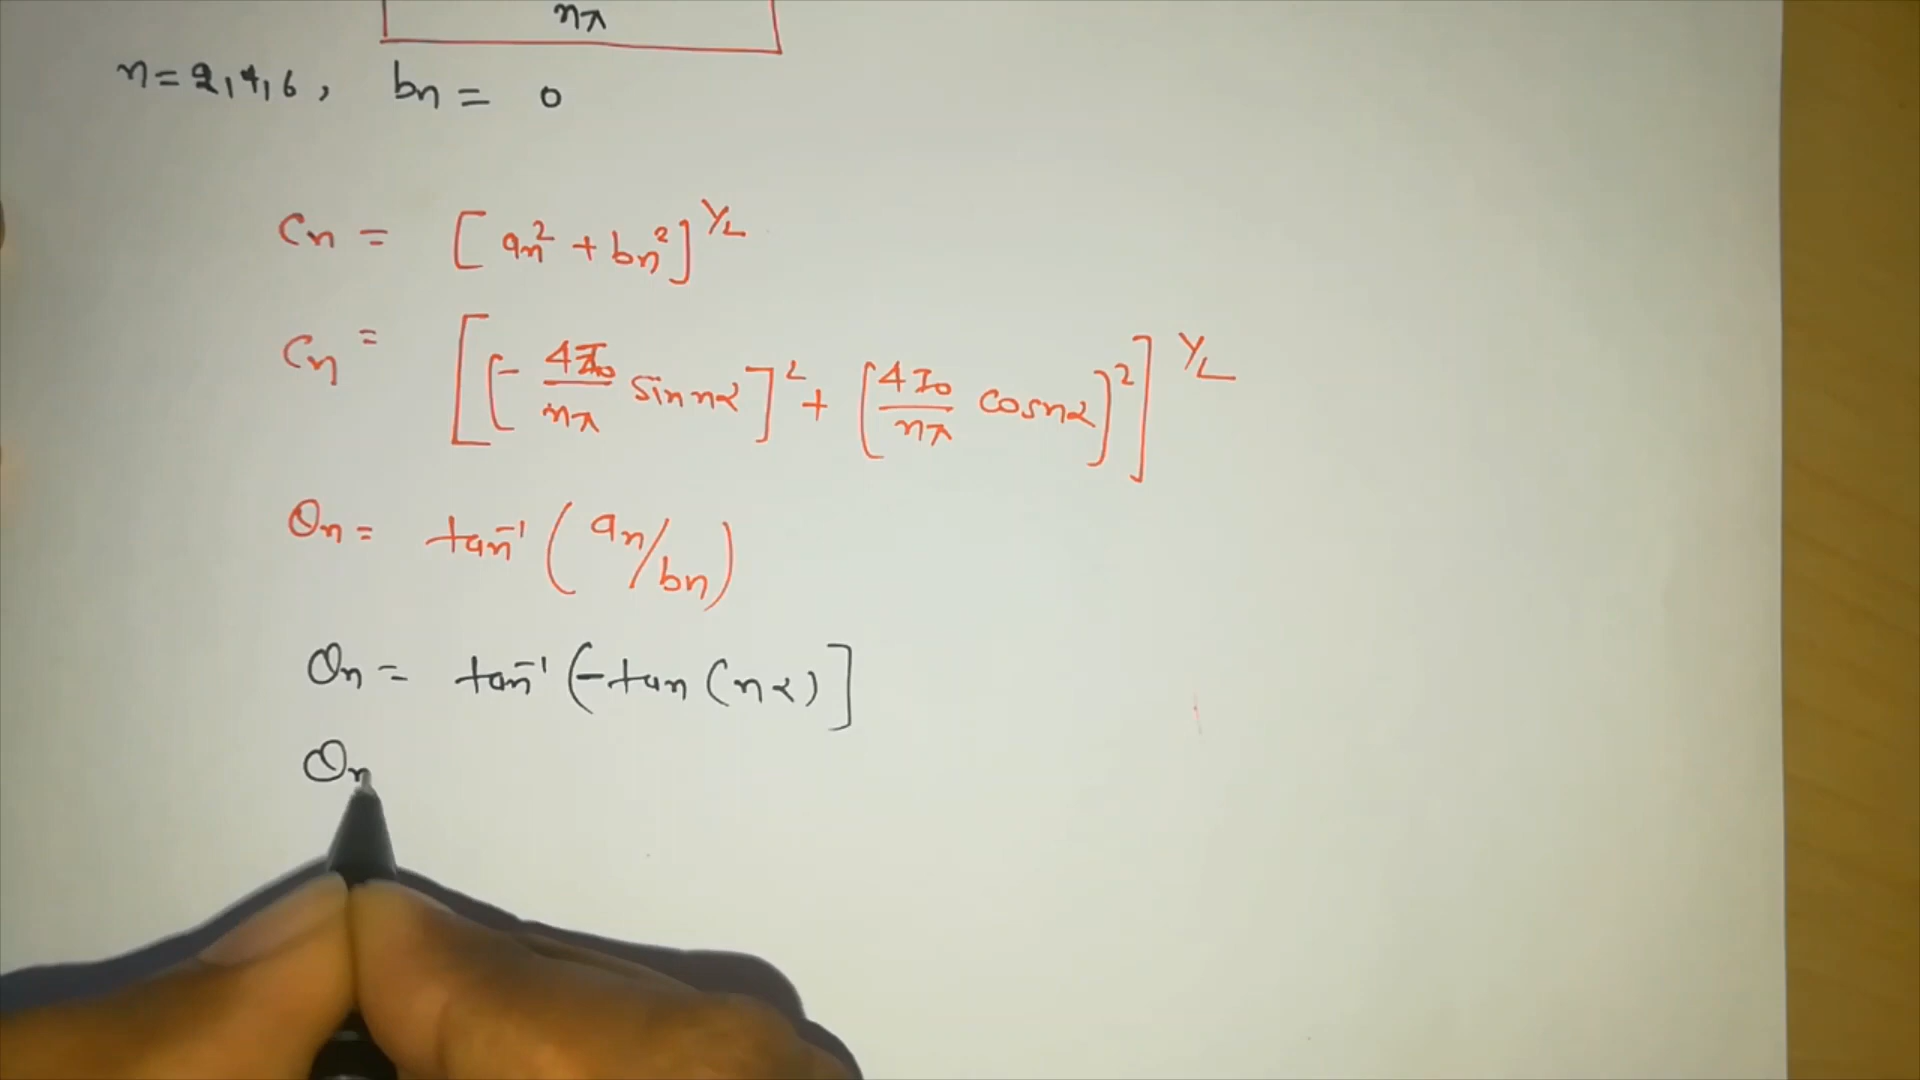 nπ
n = 2, 4, 6, bn = 0
Cn = [an² + bn²]^1/2
Cn = [[- 4I0/nπ sin nα]² + [4I0/nπ cos nα]²]^1/2
θn = tan⁻¹ (an/bn)
θn = tan⁻¹ (-tan (nα)]
θn